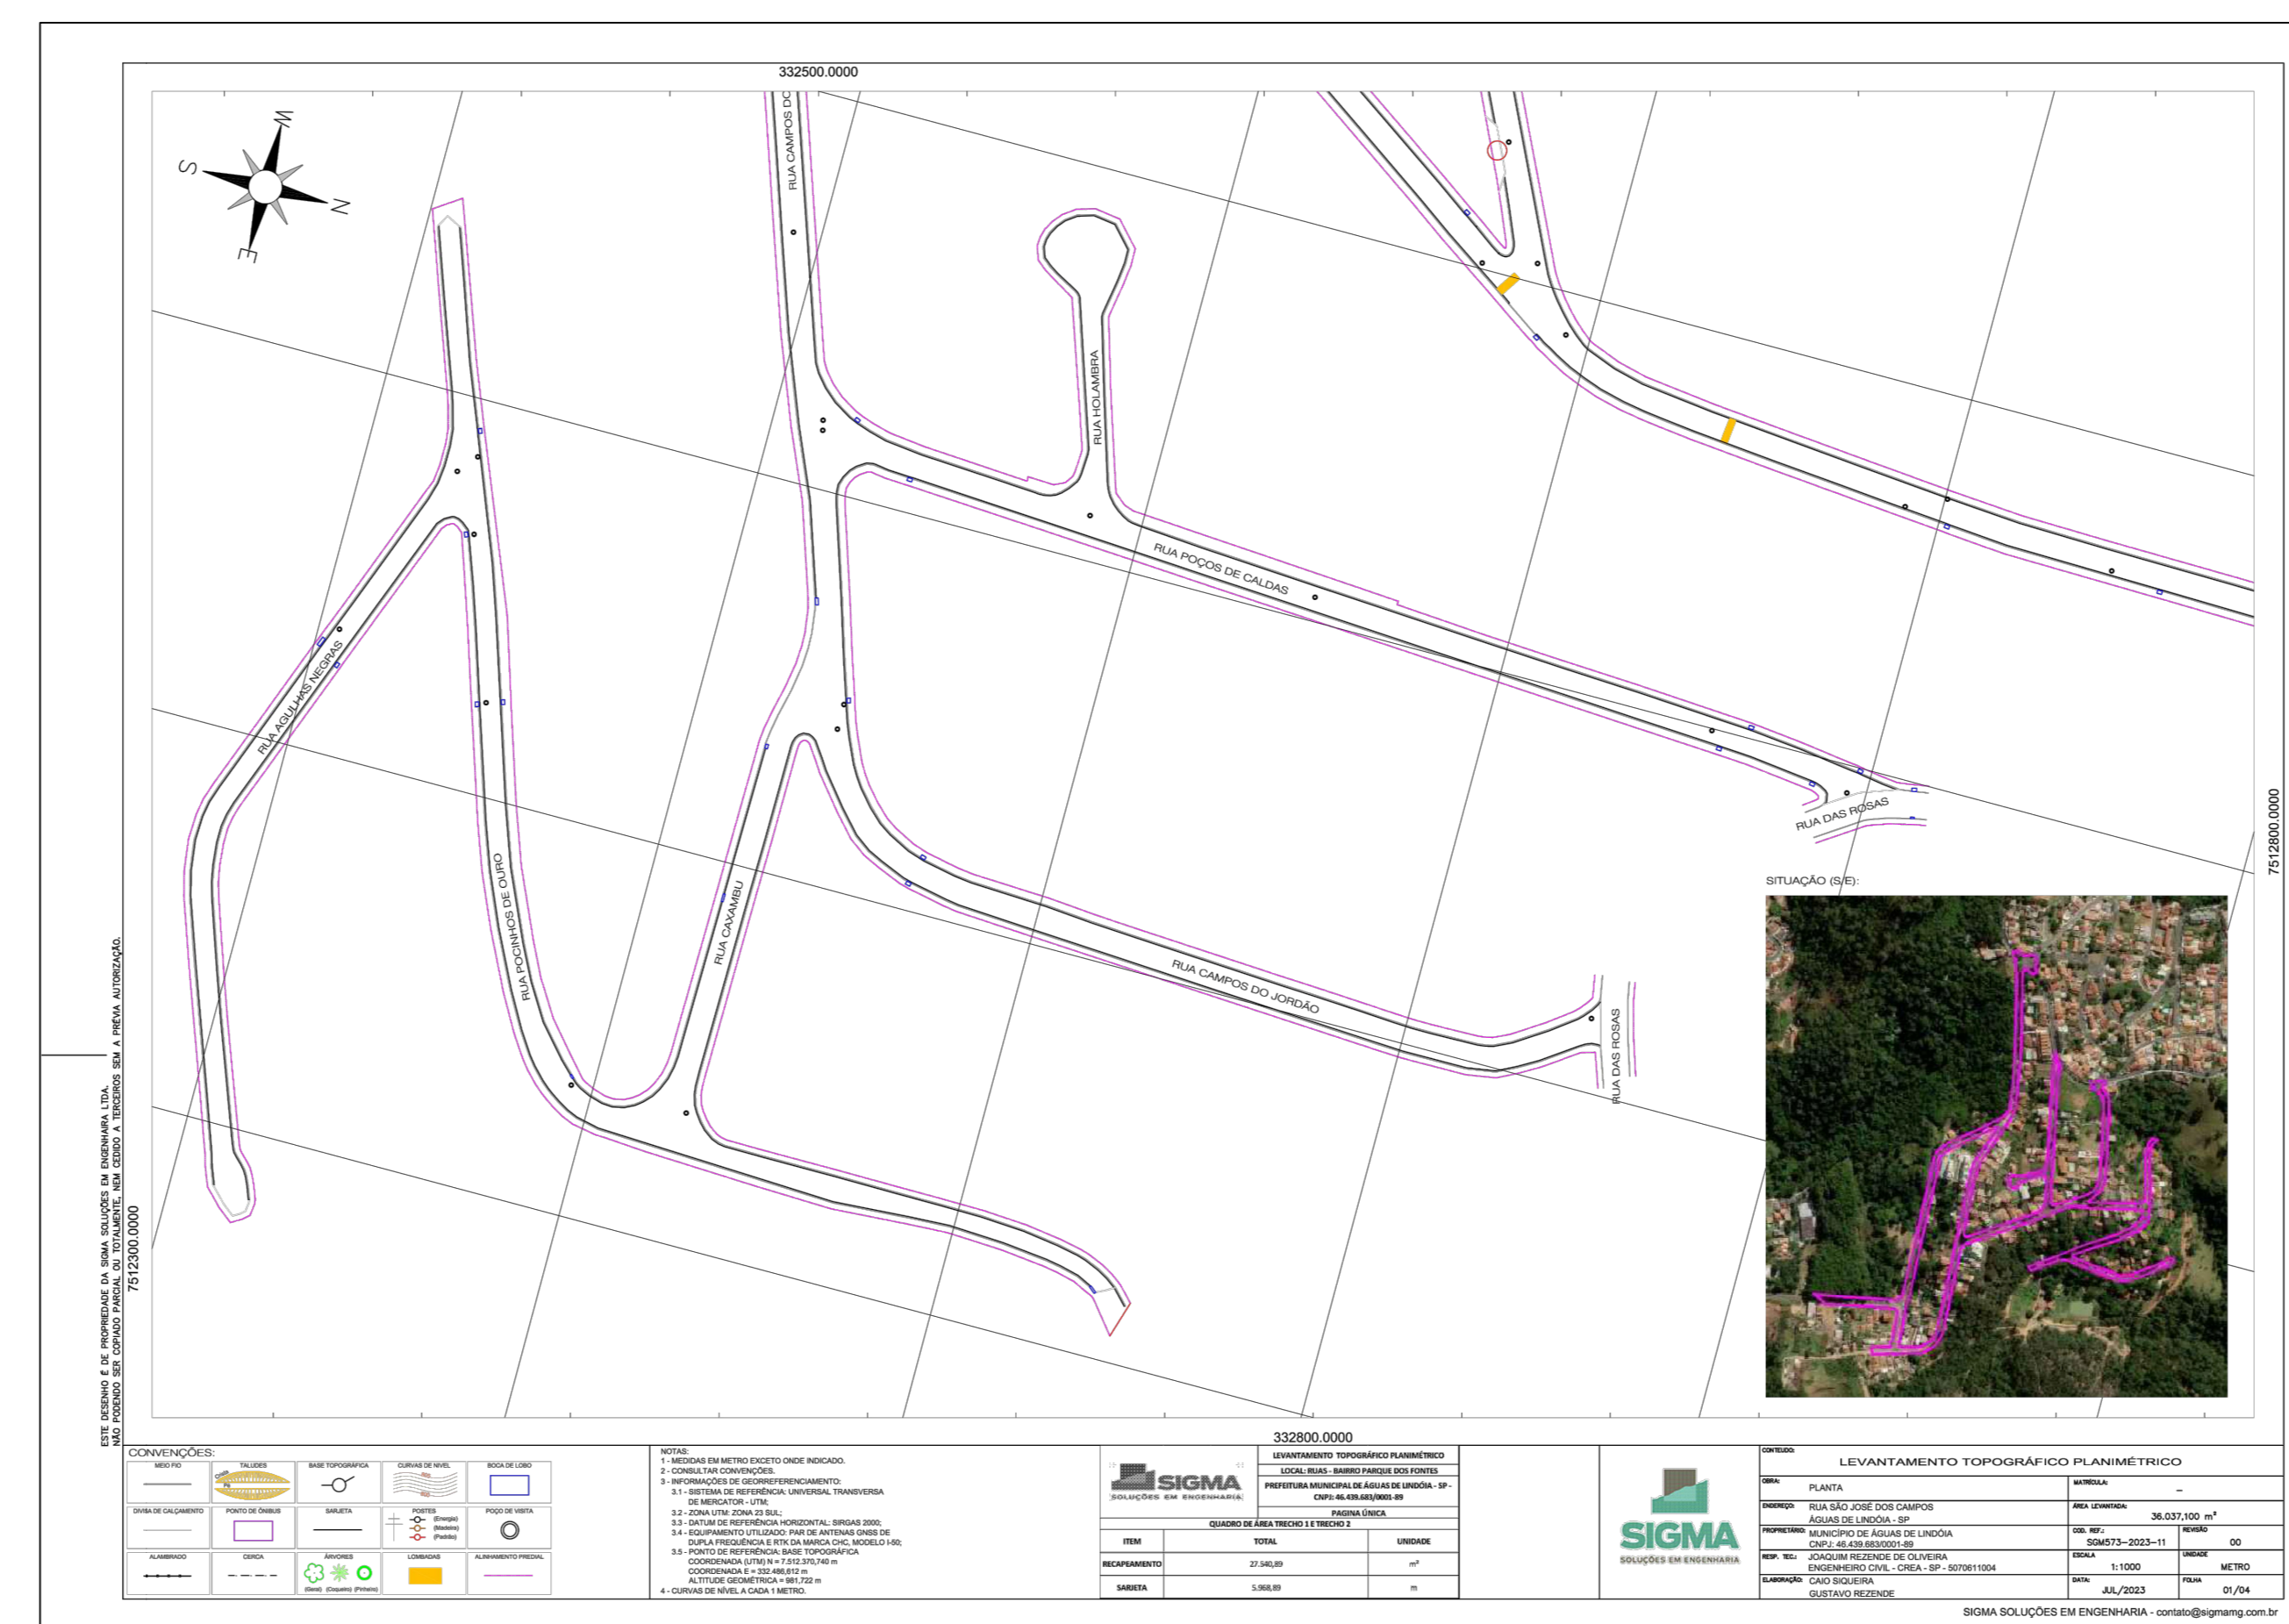 332500.0000
W
S
N
E
RUA CAMPOS DO
RUA HOLAMBRA
RUA POÇOS DE CALDAS
RUA AGULHAS NEGRAS
RUA POCINHOS DE OURO
RUA CAXAMBU
RUA CAMPOS DO JORDÃO
RUA DAS ROSAS
RUA DAS ROSAS
7512800.0000
SITUAÇÃO (S/E):
ESTE DESENHO É DE PROPRIEDADE DA SIGMA SOLUÇÕES EM ENGENHAIRA LTDA.
NÃO PODENDO SER COPIADO PARCIAL OU TOTALMENTE, NEM CEDIDO A TERCEIROS SEM A PRÉVIA AUTORIZAÇÃO.
7512300.0000
332800.0000
CONVENÇÕES:
MEIO FIO
TALUDES
BASE TOPOGRÁFICA
CURVAS DE NIVEL
BOCA DE LOBO
DIVISA DE CALÇAMENTO
PONTO DE ÔNIBUS
SARJETA
POSTES
(Energia)
(Madeira)
(Padrão)
POÇO DE VISITA
ALAMBRADO
CERCA
ÁRVORES
(Geral) (Coqueiro) (Pinheiro)
LOMBADAS
ALINHAMENTO PREDIAL
NOTAS:
1 - MEDIDAS EM METRO EXCETO ONDE INDICADO.
2 - CONSULTAR CONVENÇÕES.
3 - INFORMAÇÕES DE GEORREFERENCIAMENTO:
3.1 - SISTEMA DE REFERÊNCIA: UNIVERSAL TRANSVERSA
DE MERCATOR - UTM;
3.2 - ZONA UTM: ZONA 23 SUL;
3.3 - DATUM DE REFERÊNCIA HORIZONTAL: SIRGAS 2000;
3.4 - EQUIPAMENTO UTILIZADO: PAR DE ANTENAS GNSS DE
DUPLA FREQUÊNCIA E RTK DA MARCA CHC, MODELO I-50;
3.5 - PONTO DE REFERÊNCIA: BASE TOPOGRÁFICA
COORDENADA (UTM) N = 7.512.370,740 m
COORDENADA E = 332.486,612 m
ALTITUDE GEOMÉTRICA = 981,722 m
4 - CURVAS DE NÍVEL A CADA 1 METRO.
SIGMA
SOLUÇÕES EM ENGENHARIA
LEVANTAMENTO TOPOGRÁFICO PLANIMÉTRICO
LOCAL: RUAS - BAIRRO PARQUE DOS FONTES
PREFEITURA MUNICIPAL DE ÁGUAS DE LINDÓIA - SP -
CNPJ: 46.439.683/0001-89
PAGINA ÚNICA
QUADRO DE ÁREA TRECHO 1 E TRECHO 2
ITEM TOTAL UNIDADE
RECAPEAMENTO 27.540,89 m²
SARJETA 5.968,89 m
SIGMA
SOLUÇÕES EM ENGENHARIA
CONTEUDO:
LEVANTAMENTO TOPOGRÁFICO PLANIMÉTRICO
OBRA: PLANTA
MATRÍCULA: -
ENDEREÇO: RUA SÃO JOSÉ DOS CAMPOS
ÁGUAS DE LINDÓIA - SP
ÁREA LEVANTADA: 36.037,100 m²
PROPRIETÁRIO: MUNICÍPIO DE ÁGUAS DE LINDÓIA
CNPJ: 46.439.683/0001-89
COD. REF.: SGM573-2023-11
REVISÃO 00
RESP. TEC.: JOAQUIM REZENDE DE OLIVEIRA
ENGENHEIRO CIVIL - CREA - SP - 5070611004
ESCALA 1:1000
UNIDADE METRO
ELABORAÇÃO: CAIO SIQUEIRA
GUSTAVO REZENDE
DATA: JUL/2023
FOLHA 01/04
SIGMA SOLUÇÕES EM ENGENHARIA - contato@sigmamg.com.br